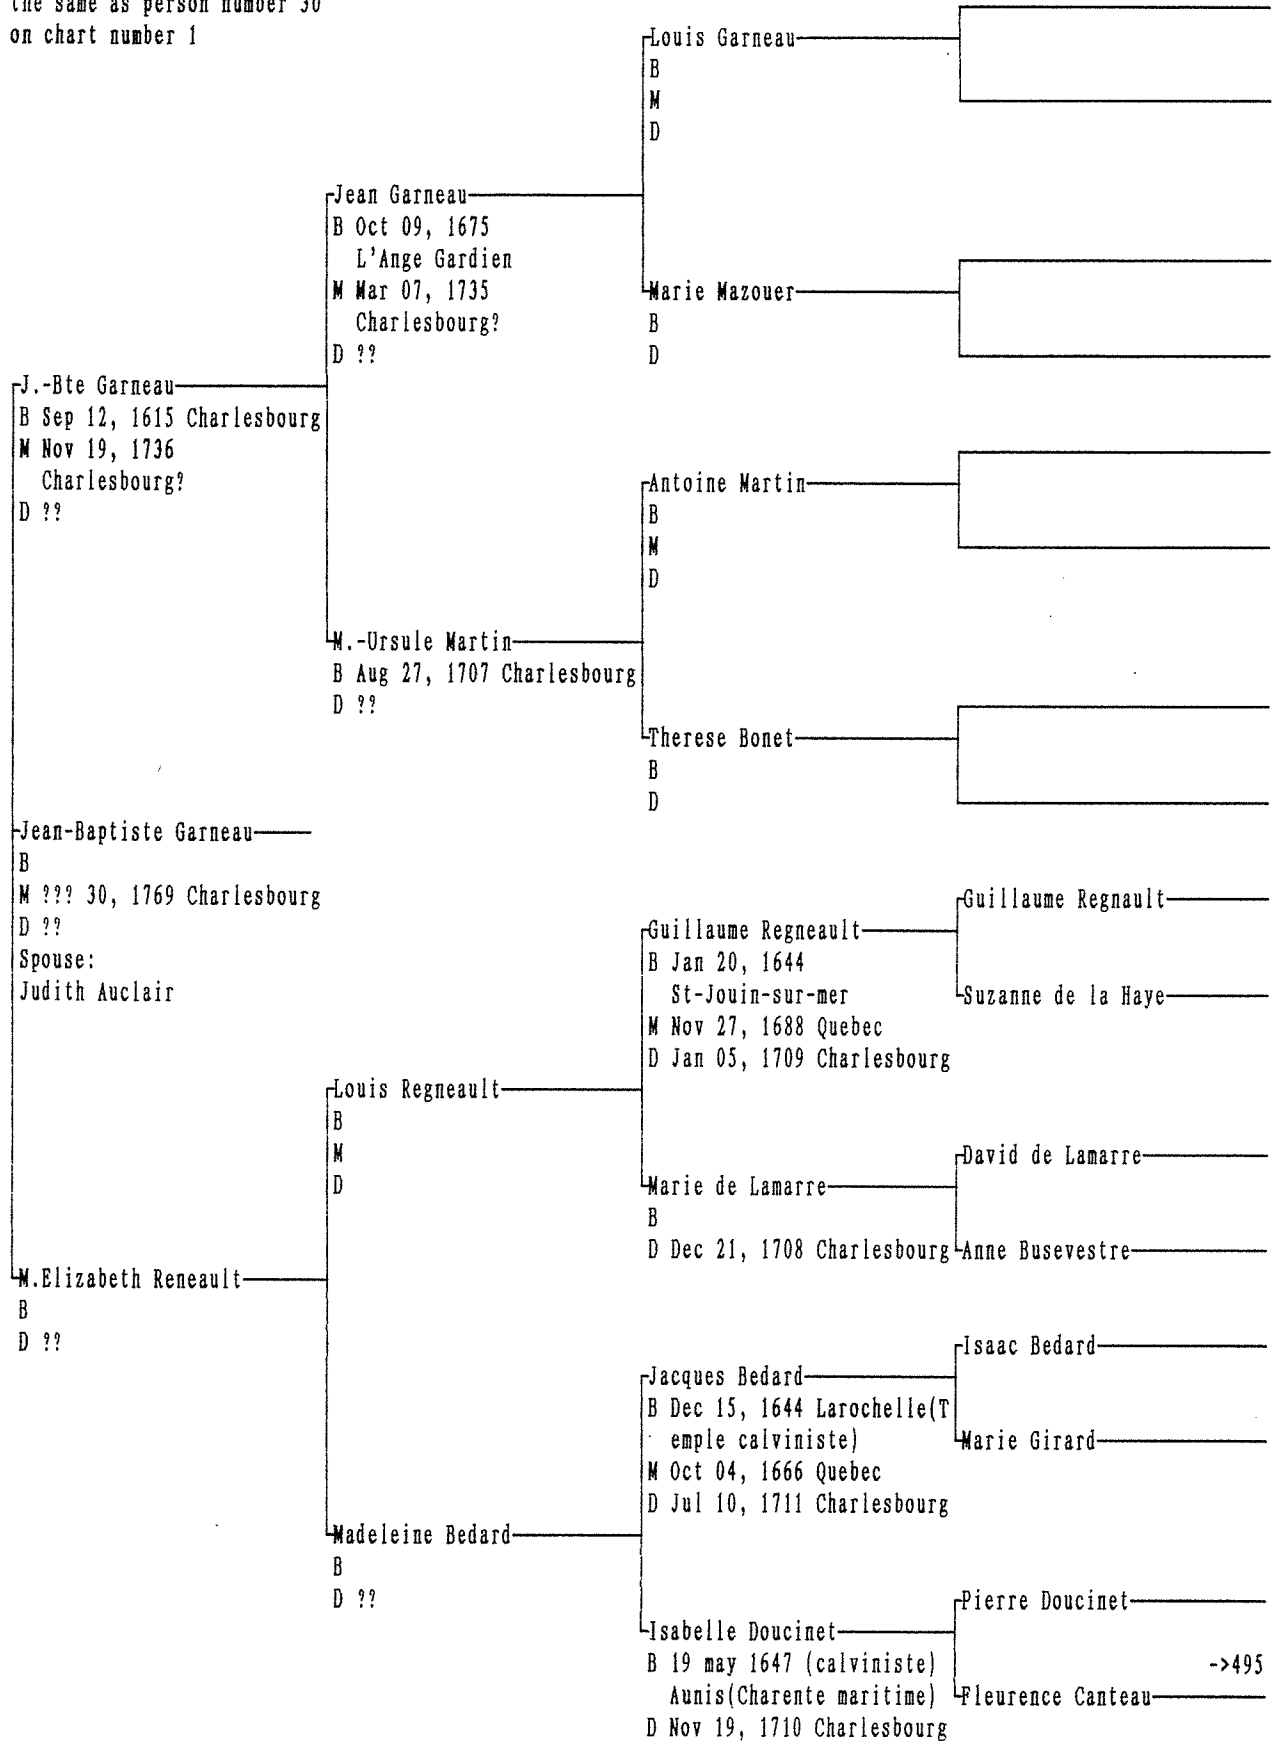 the same as person number 30
on chart number 1
Louis Garneau
B
M
D
Jean Garneau
B Oct 09, 1675
L'Ange Gardien
M Mar 07, 1735
Charlesbourg?
D ??
Marie Mazouer
B
D
J.-Bte Garneau
B Sep 12, 1615 Charlesbourg
M Nov 19, 1736
Charlesbourg?
D ??
Antoine Martin
B
M
D
M.-Ursule Martin
B Aug 27, 1707 Charlesbourg
D ??
Therese Bonet
B
D
Jean-Baptiste Garneau
B
M ??? 30, 1769 Charlesbourg
D ??
Spouse:
Judith Auclair
Guillaume Regnault
Guillaume Regneault
B Jan 20, 1644
St-Jouin-sur-mer
M Nov 27, 1688 Quebec
D Jan 05, 1709 Charlesbourg
Suzanne de la Haye
Louis Regneault
B
M
D
David de Lamarre
Marie de Lamarre
B
D Dec 21, 1708 Charlesbourg
Anne Busevestre
M.Elizabeth Reneault
B
D ??
Isaac Bedard
Jacques Bedard
B Dec 15, 1644 Larochelle(T
emple calviniste)
M Oct 04, 1666 Quebec
D Jul 10, 1711 Charlesbourg
Marie Girard
Madeleine Bedard
B
D ??
Pierre Doucinet
Isabelle Doucinet
B 19 may 1647 (calviniste)
Aunis(Charente maritime)
D Nov 19, 1710 Charlesbourg
->495
Fleurence Canteau